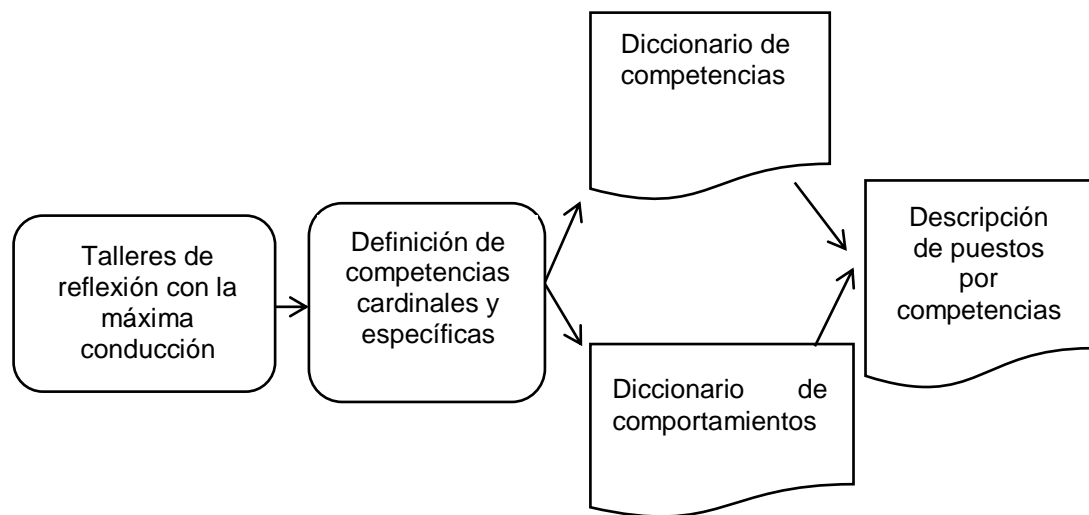 Talleres de
reflexión con la
máxima
conducción
Definición de
competencias
cardinales y
específicas
Diccionario de
competencias
Diccionario de
comportamientos
Descripción
de puestos
por
competencias